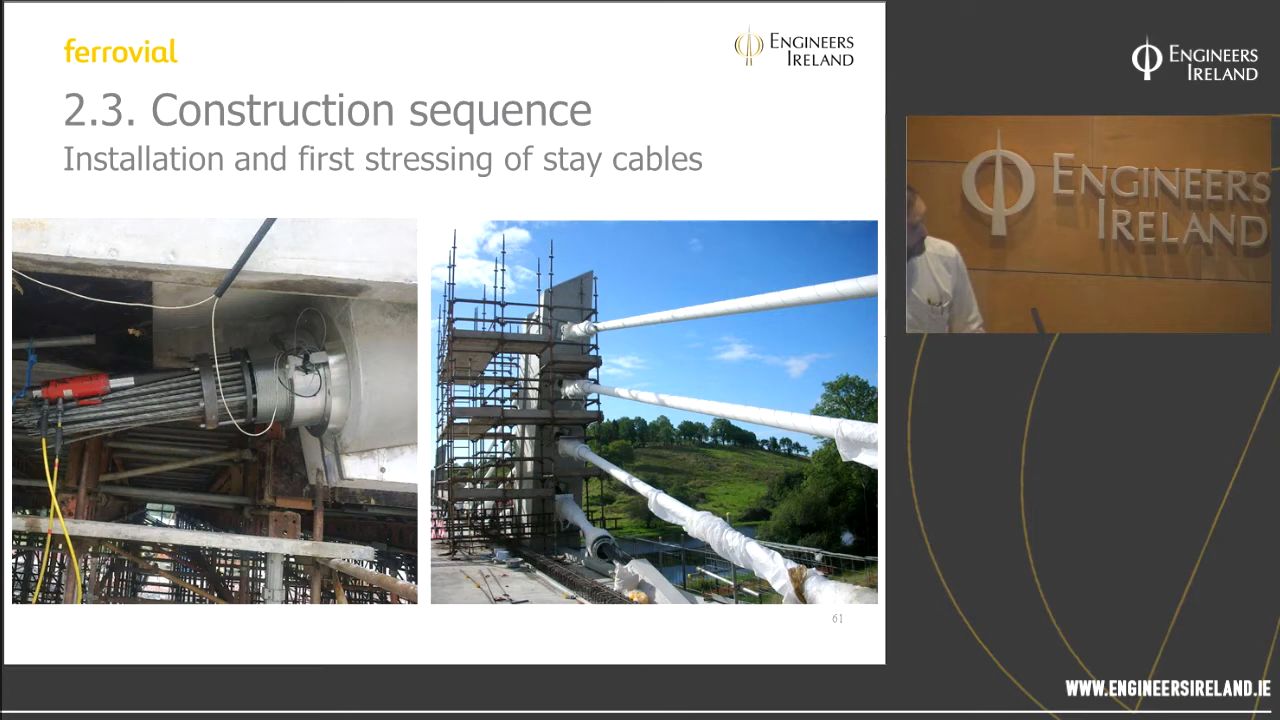 ferrovial
ENGINEERS
IRELAND
2.3. Construction sequence
Installation and first stressing of stay cables
61
ENGINEERS
IRELAND
ENGINEERS
IRELAND
WWW.ENGINEERSIRELAND.IE